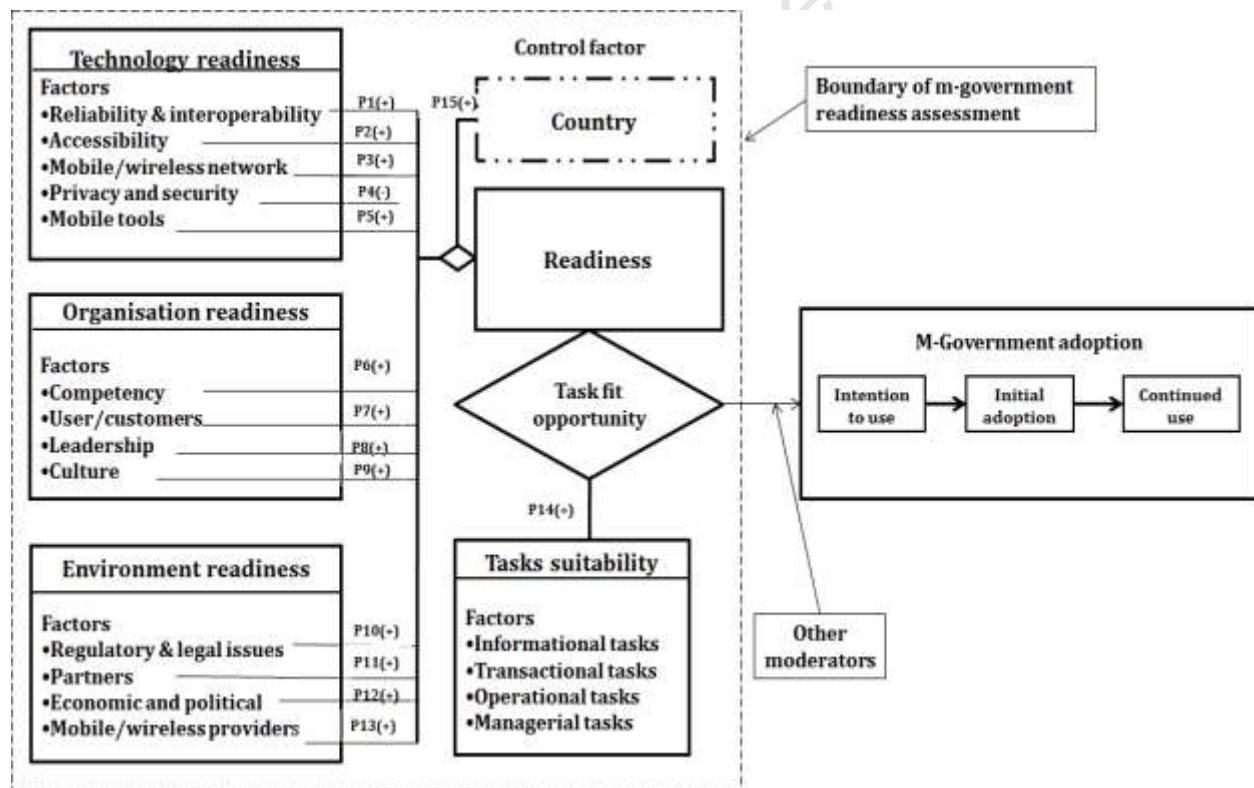 Technology readiness
Factors
•Reliability & interoperability
•Accessibility
•Mobile/wireless network
•Privacy and security
•Mobile tools
P1(+)
P2(+)
P3(+)
P4(-)
P5(+)
Organisation readiness
Factors
•Competency
•User/customers
•Leadership
•Culture
P6(+)
P7(+)
P8(+)
P9(+)
Environment readiness
Factors
•Regulatory & legal issues
•Partners
•Economic and political
•Mobile/wireless providers
P10(+)
P11(+)
P12(+)
P13(+)
Control factor
P15(+)
Country
Readiness
Task fit
opportunity
P14(+)
Tasks suitability
Factors
•Informational tasks
•Transactional tasks
•Operational tasks
•Managerial tasks
Boundary of m-government
readiness assessment
M-Government adoption
Intention
to use
Initial
adoption
Continued
use
Other
moderators